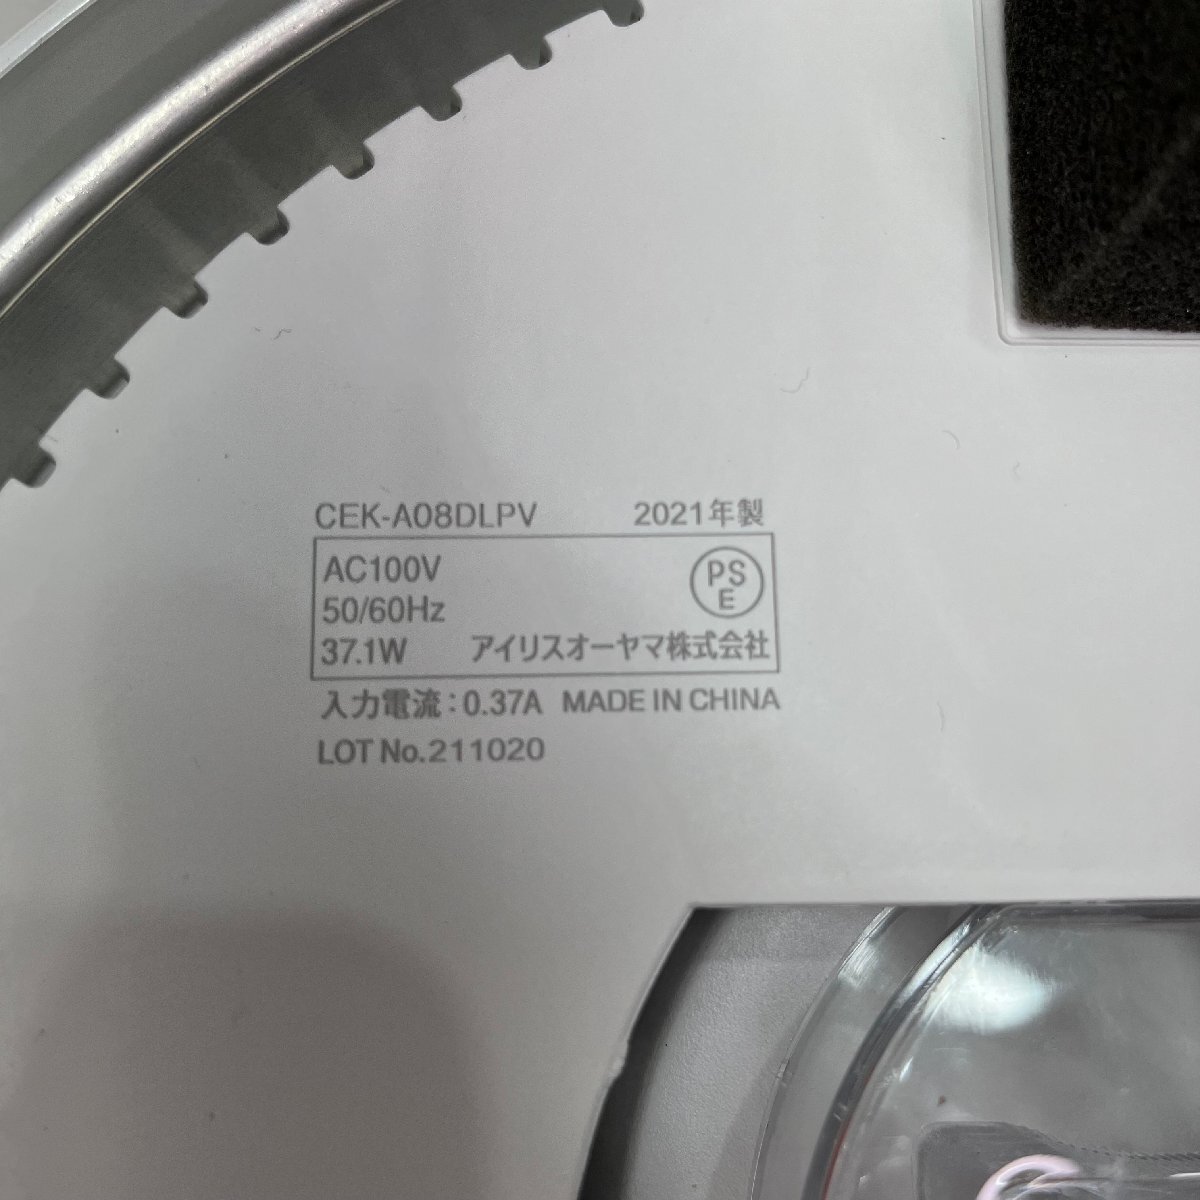 CEK-A08DLPV 2021年製
AC100V
PS
E
50/60Hz
37.1W アイリスオーヤマ株式会社
入力電流:0.37A MADE IN CHINA
LOT No.211020